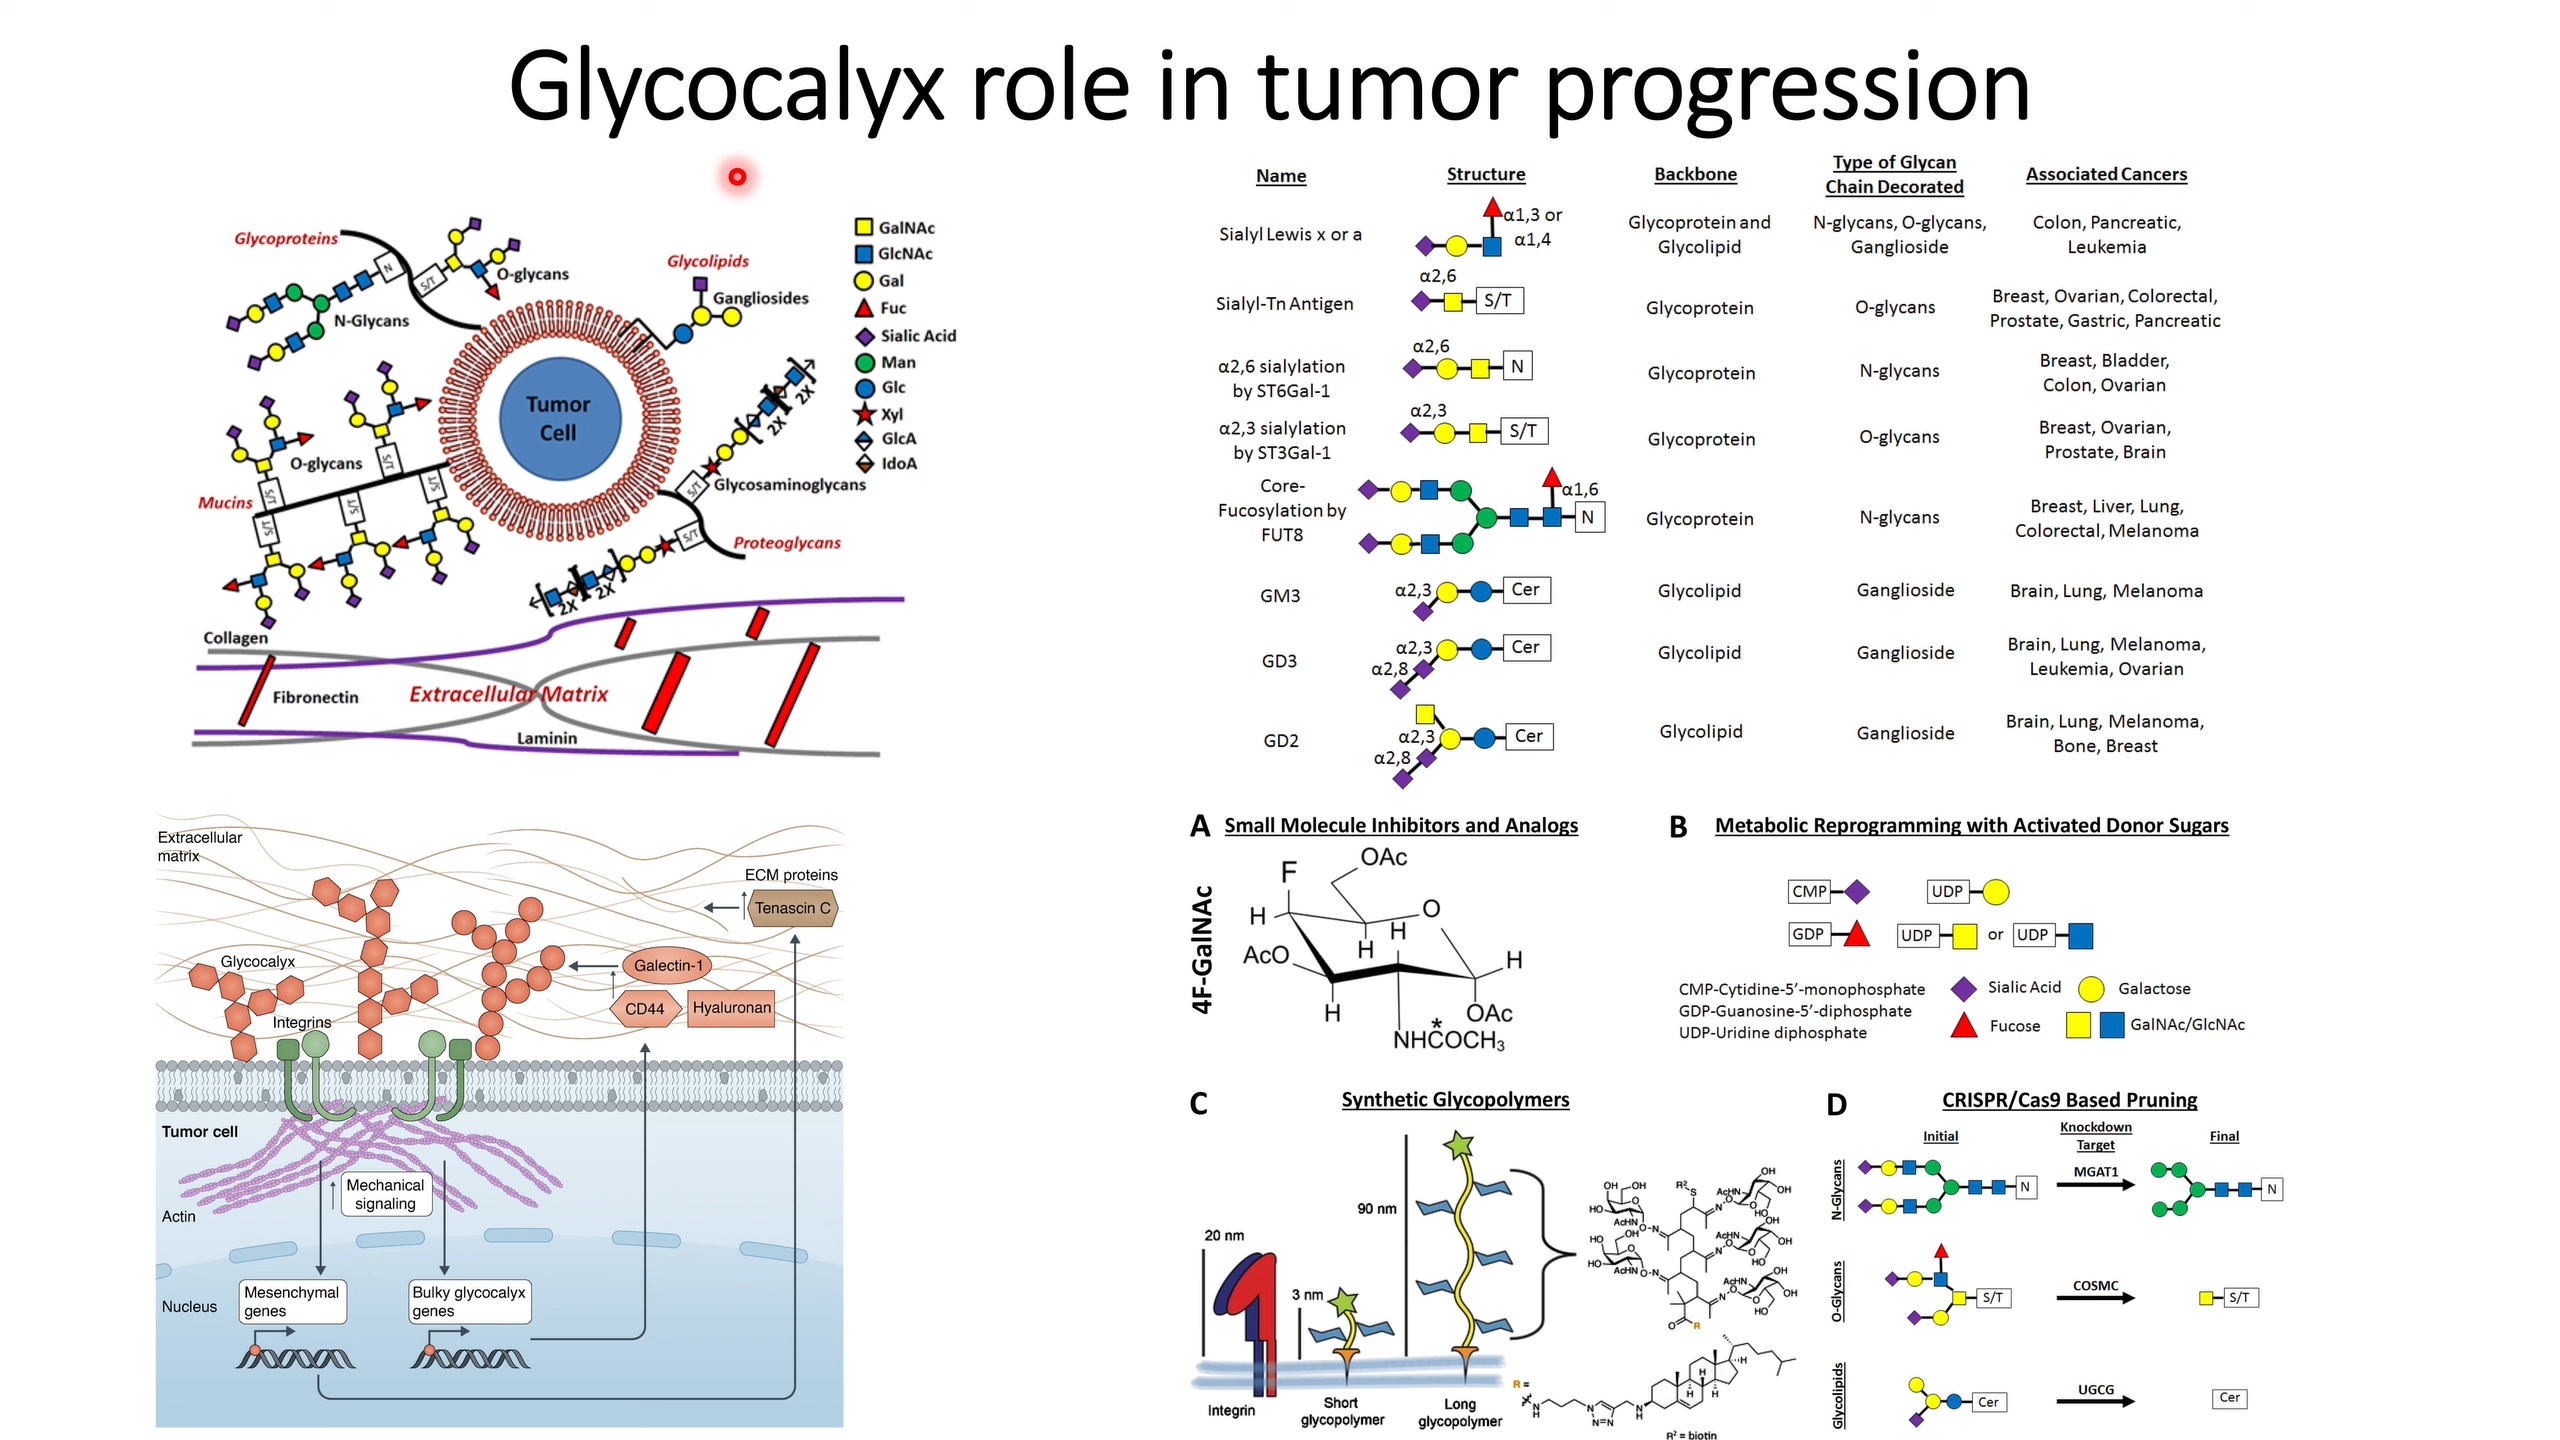 Glycocalyx role in tumor progression
Glycoproteins
N
S/T
O-glycans
N-Glycans
Glycolipids
Gangliosides
GalNAc
GlcNAc
Gal
Fuc
Sialic Acid
Man
Glc
Xyl
GlcA
IdoA
Tumor
Cell
2X
2X
S/T
Glycosaminoglycans
S/T
Proteoglycans
2X
2X
O-glycans
S/T
S/T
Mucins
S/T
S/T
S/T
Collagen
Fibronectin
Extracellular Matrix
Laminin
Name
Structure
Backbone
Type of Glycan
Chain Decorated
Associated Cancers
Sialyl Lewis x or a
α1,3 or
α1,4
Glycoprotein and
Glycolipid
N-glycans, O-glycans,
Ganglioside
Colon, Pancreatic,
Leukemia
Sialyl-Tn Antigen
α2,6
S/T
Glycoprotein
O-glycans
Breast, Ovarian, Colorectal,
Prostate, Gastric, Pancreatic
α2,6 sialylation
by ST6Gal-1
α2,6
N
Glycoprotein
N-glycans
Breast, Bladder,
Colon, Ovarian
α2,3 sialylation
by ST3Gal-1
α2,3
S/T
Glycoprotein
O-glycans
Breast, Ovarian,
Prostate, Brain
Core-
Fucosylation by
FUT8
α1,6
N
Glycoprotein
N-glycans
Breast, Liver, Lung,
Colorectal, Melanoma
GM3
α2,3
Cer
Glycolipid
Ganglioside
Brain, Lung, Melanoma
GD3
α2,3
α2,8
Cer
Glycolipid
Ganglioside
Brain, Lung, Melanoma,
Leukemia, Ovarian
GD2
α2,3
α2,8
Cer
Glycolipid
Ganglioside
Brain, Lung, Melanoma,
Bone, Breast
Extracellular
matrix
ECM proteins
Tenascin C
Glycocalyx
Galectin-1
CD44
Hyaluronan
Integrins
Tumor cell
Mechanical
signaling
Actin
Nucleus
Mesenchymal
genes
Bulky glycocalyx
genes
A Small Molecule Inhibitors and Analogs
4F-GalNAc
F
OAc
H
O
H
H
AcO
H
H
OAc
*
NHCOCH3
B Metabolic Reprogramming with Activated Donor Sugars
CMP
UDP
GDP
UDP
or
UDP
CMP-Cytidine-5’-monophosphate
GDP-Guanosine-5’-diphosphate
UDP-Uridine diphosphate
Sialic Acid
Galactose
Fucose
GalNAc/GlcNAc
C Synthetic Glycopolymers
20 nm
3 nm
90 nm
Integrin
Short
glycopolymer
Long
glycopolymer
R =
R² = biotin
D CRISPR/Cas9 Based Pruning
Initial
Knockdown
Target
Final
N-Glycans
N
MGAT1
N
O-Glycans
S/T
COSMC
S/T
Glycolipids
Cer
UGCG
Cer